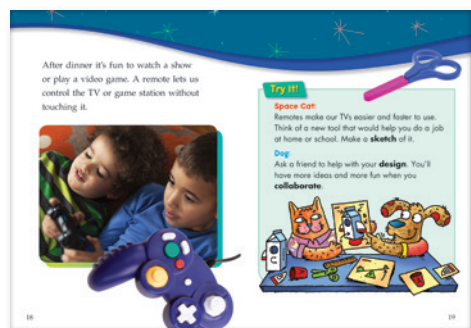 After dinner it's fun to watch a show
or play a video game. A remote lets us
control the TV or game station without
touching it.
18
Try it!
Space Cat:
Remotes make our TVs easier and faster to use.
Think of a new tool that would help you do a job
at home or school. Make a sketch of it.
Dog:
Ask a friend to help with your design. You'll
have more ideas and more fun when you
collaborate.
19